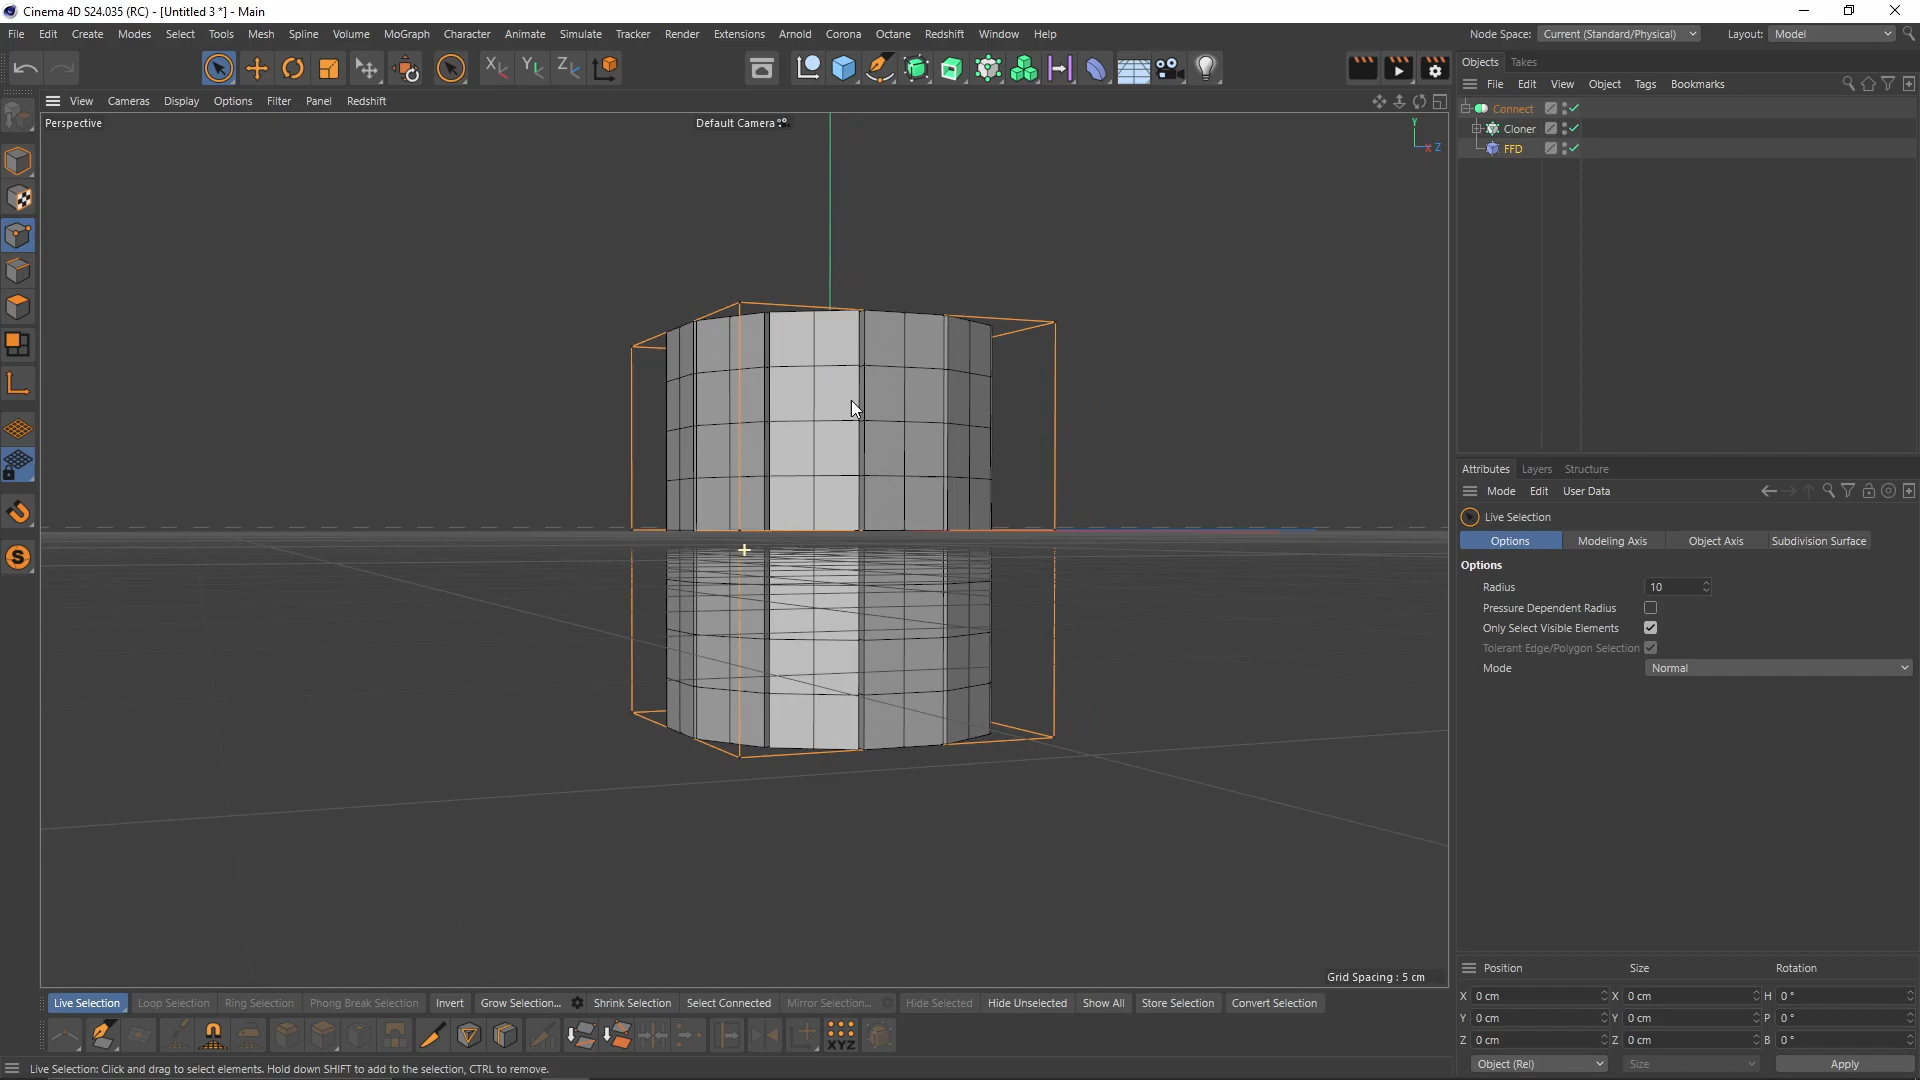 Cinema 4D S24.035 (RC) - [Untitled 3 *] - Main
File Edit Create Modes Select Tools Mesh Spline Volume MoGraph Character Animate Simulate Tracker Render Extensions Arnold Corona Octane Redshift Window Help
Node Space: Current (Standard/Physical) Layout: Model
Objects Takes
File Edit View Object Tags Bookmarks
View Cameras Display Options Filter Panel Redshift
Perspective
Default Camera
Y
X Z
Connect
Cloner
FFD
Attributes Layers Structure
Mode Edit User Data
Live Selection
Options Modeling Axis Object Axis Subdivision Surface
Options
Radius 10
Pressure Dependent Radius
Only Select Visible Elements
Tolerant Edge/Polygon Selection
Mode Normal
Grid Spacing : 5 cm
Position Size Rotation
X 0 cm X 0 cm H 0 °
Y 0 cm Y 0 cm P 0 °
Z 0 cm Z 0 cm B 0 °
Object (Rel) Size Apply
Live Selection Loop Selection Ring Selection Phong Break Selection Invert Grow Selection... Shrink Selection Select Connected Mirror Selection... Hide Selected Hide Unselected Show All Store Selection Convert Selection
XYZ
Live Selection: Click and drag to select elements. Hold down SHIFT to add to the selection, CTRL to remove.